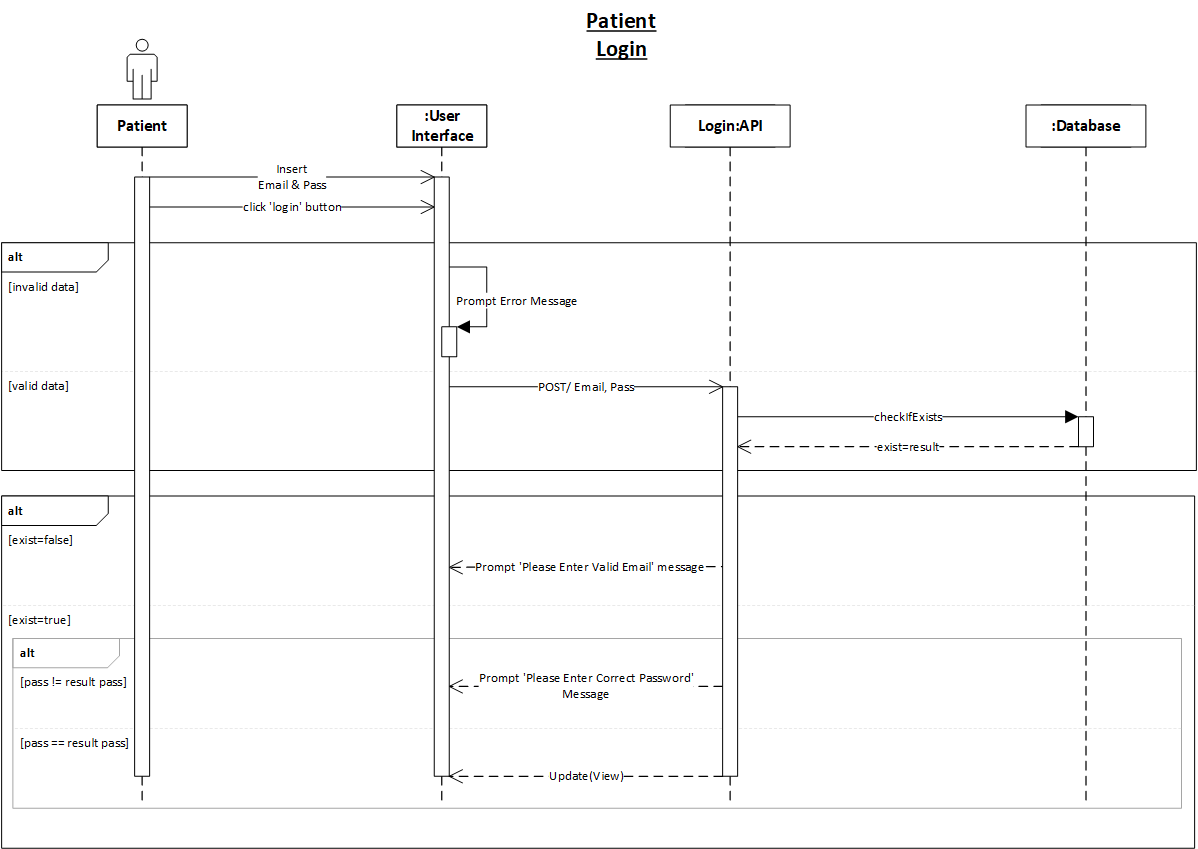 Patient
Login
Patient
:User
Interface
Login:API
:Database
Insert
Email & Pass
click 'login' button
alt
[invalid data]
Prompt Error Message
[valid data]
POST/ Email, Pass
checkIfExists
exist=result
alt
[exist=false]
Prompt 'Please Enter Valid Email' message
[exist=true]
alt
[pass != result pass]
Prompt 'Please Enter Correct Password'
Message
[pass == result pass]
Update(View)